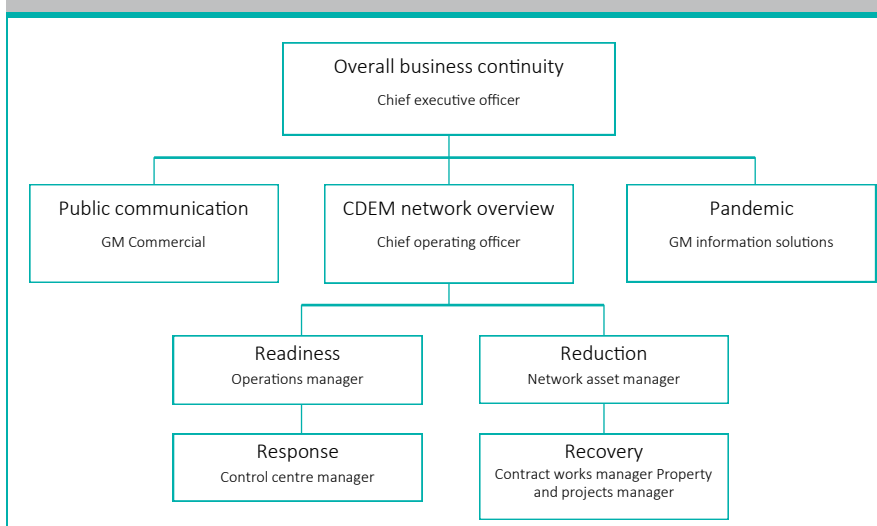 Overall business continuity
Chief executive officer
Public communication
GM Commercial
CDEM network overview
Chief operating officer
Pandemic
GM information solutions
Readiness
Operations manager
Reduction
Network asset manager
Response
Control centre manager
Recovery
Contract works manager Property
and projects manager